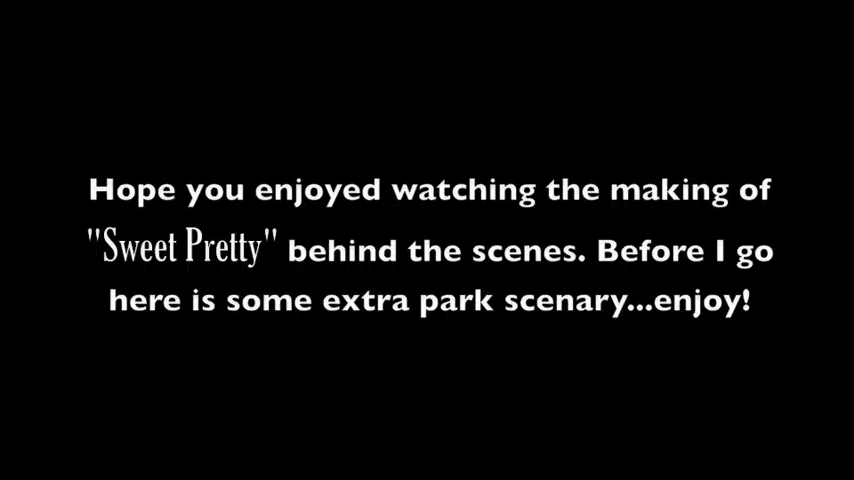 Hope you enjoyed watching the making of
"Sweet Pretty" behind the scenes. Before I go
here is some extra park scenary...enjoy!